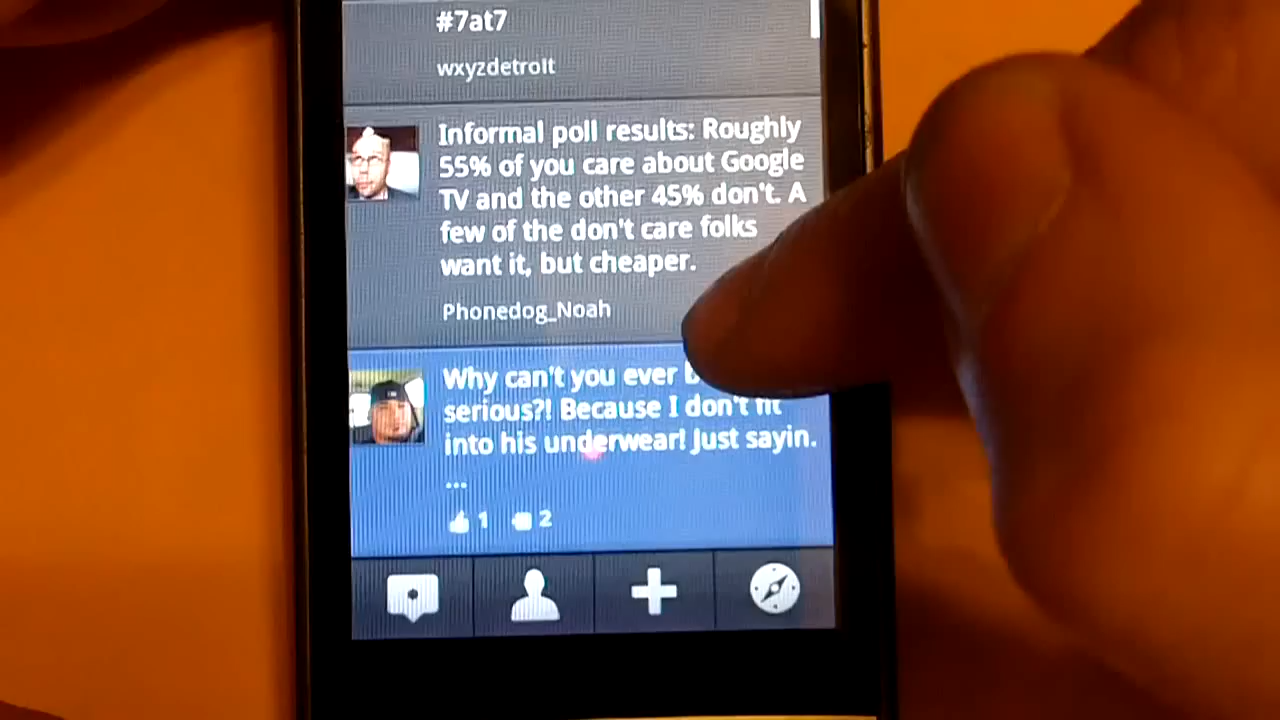 #7at7
wxyzdetroit
Informal poll results: Roughly
55% of you care about Google
TV and the other 45% don't. A
few of the don't care folks
want it, but cheaper.
Phonedog_Noah
Why can't you ever
serious?! Because I don't fit
into his underwear! Just sayin.
...
1 2